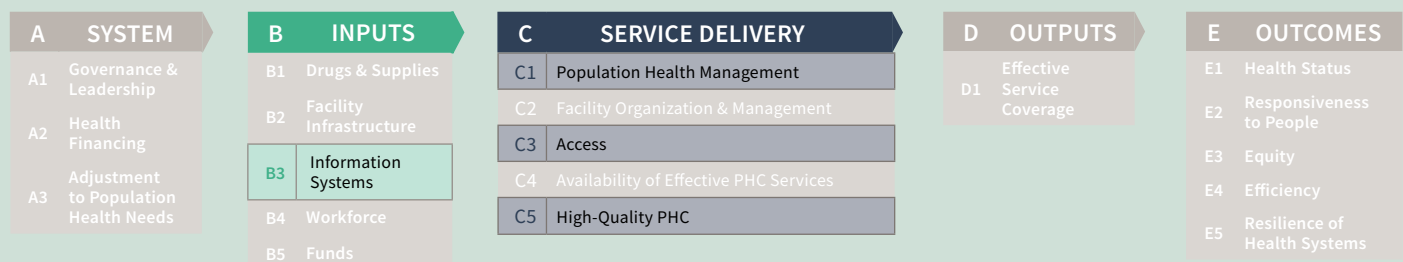 A SYSTEM
A1 Governance &
Leadership
A2 Health
Financing
A3 Adjustment
to Population
Health Needs
B INPUTS
B1 Drugs & Supplies
B2 Facility
Infrastructure
B3 Information
Systems
B4 Workforce
B5 Funds
C SERVICE DELIVERY
C1 Population Health Management
C2 Facility Organization & Management
C3 Access
C4 Availability of Effective PHC Services
C5 High-Quality PHC
D OUTPUTS
D1 Effective
Service
Coverage
E OUTCOMES
E1 Health Status
E2 Responsiveness
to People
E3 Equity
E4 Efficiency
E5 Resilience of
Health Systems